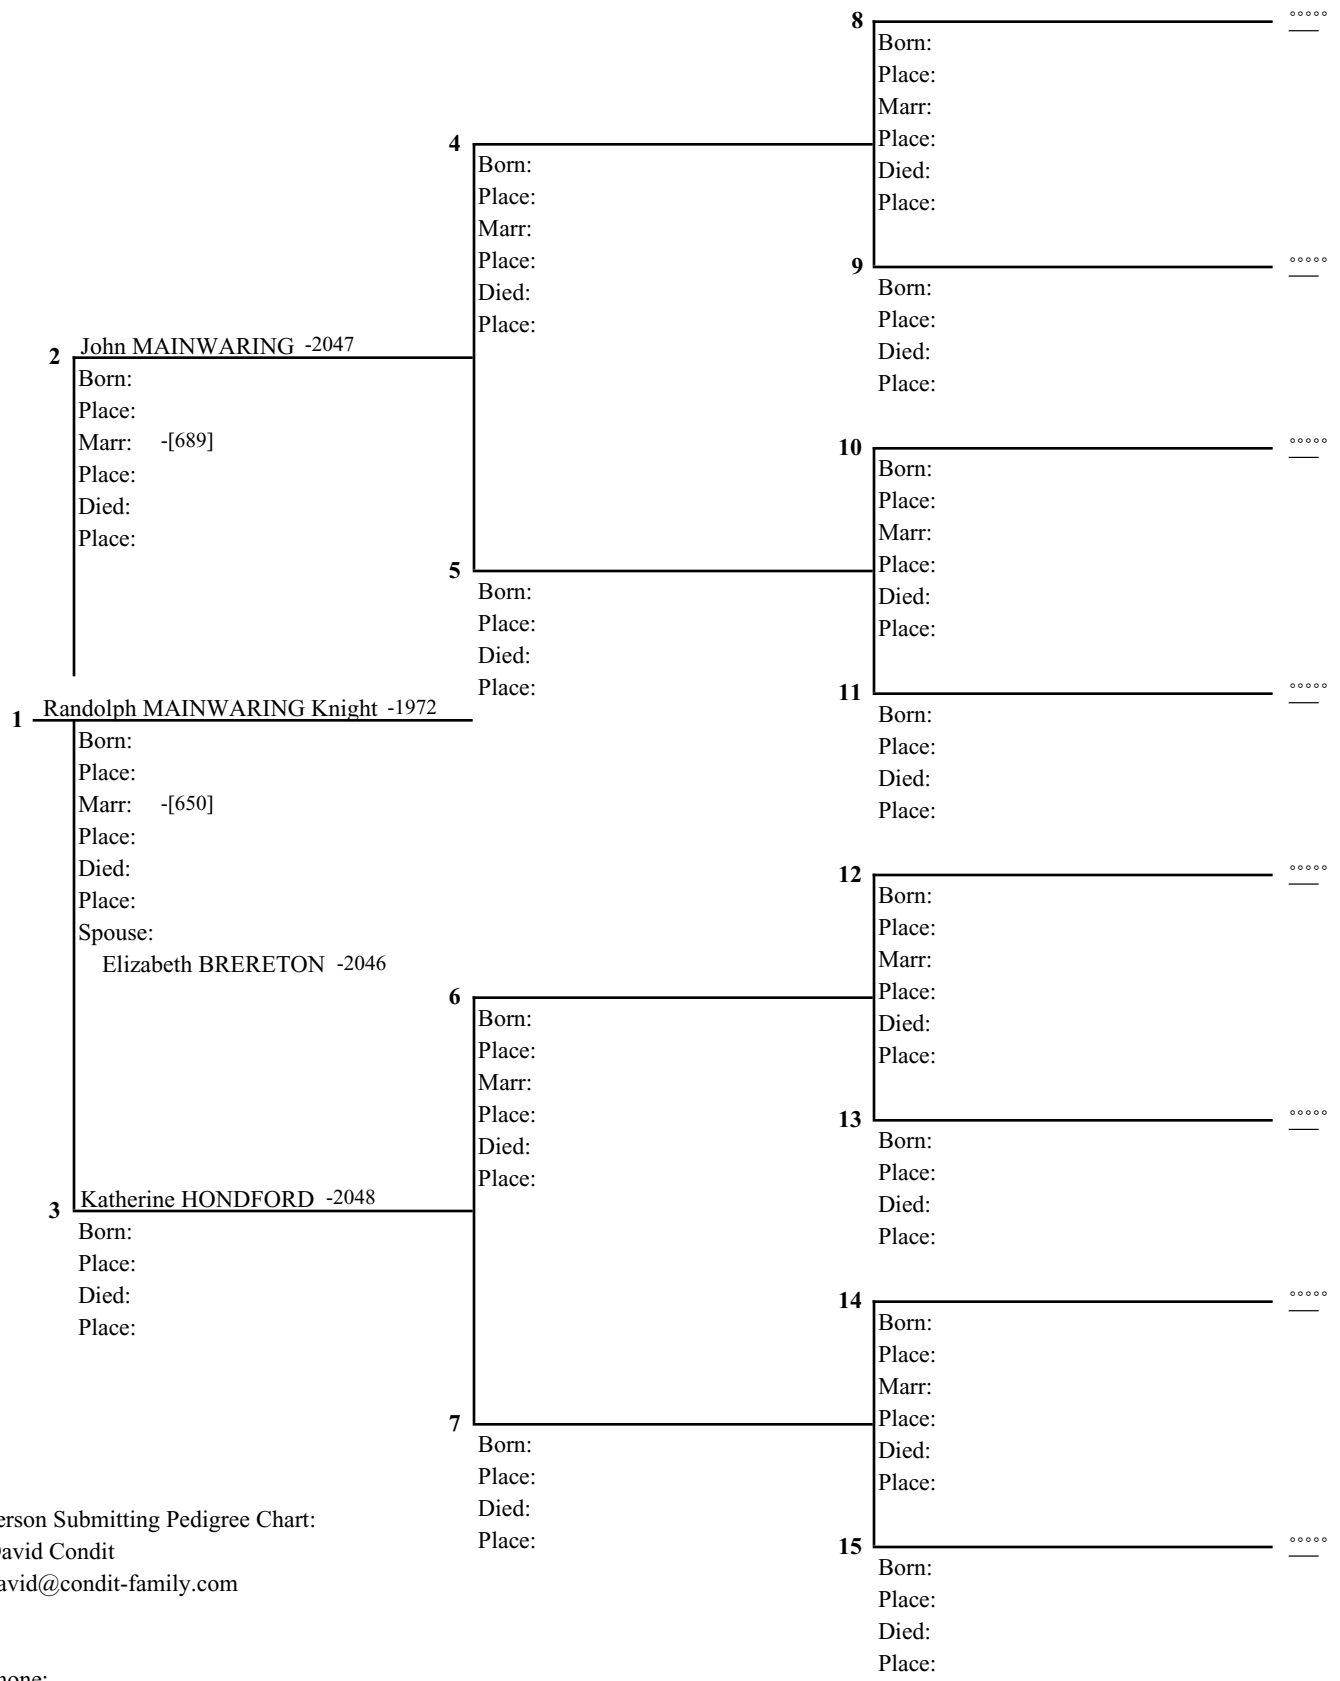 8
°°°°°
Born:
Place:
Marr:
Place:
Died:
Place:
4
Born:
Place:
Marr:
Place:
Died:
Place:
9
°°°°°
Born:
Place:
Died:
Place:
2 John MAINWARING -2047
Born:
Place:
Marr: -[689]
Place:
Died:
Place:
10
°°°°°
Born:
Place:
Marr:
Place:
Died:
Place:
5
Born:
Place:
Died:
Place:
11
°°°°°
Born:
Place:
Died:
Place:
1 Randolph MAINWARING Knight -1972
Born:
Place:
Marr: -[650]
Place:
Died:
Place:
Spouse:
Elizabeth BRERETON -2046
12
°°°°°
Born:
Place:
Marr:
Place:
Died:
Place:
6
Born:
Place:
Marr:
Place:
Died:
Place:
13
°°°°°
Born:
Place:
Died:
Place:
3 Katherine HONDFORD -2048
Born:
Place:
Died:
Place:
14
°°°°°
Born:
Place:
Marr:
Place:
Died:
Place:
7
Born:
Place:
Died:
Place:
15
°°°°°
Born:
Place:
Died:
Place:
erson Submitting Pedigree Chart:
avid Condit
avid@condit-family.com